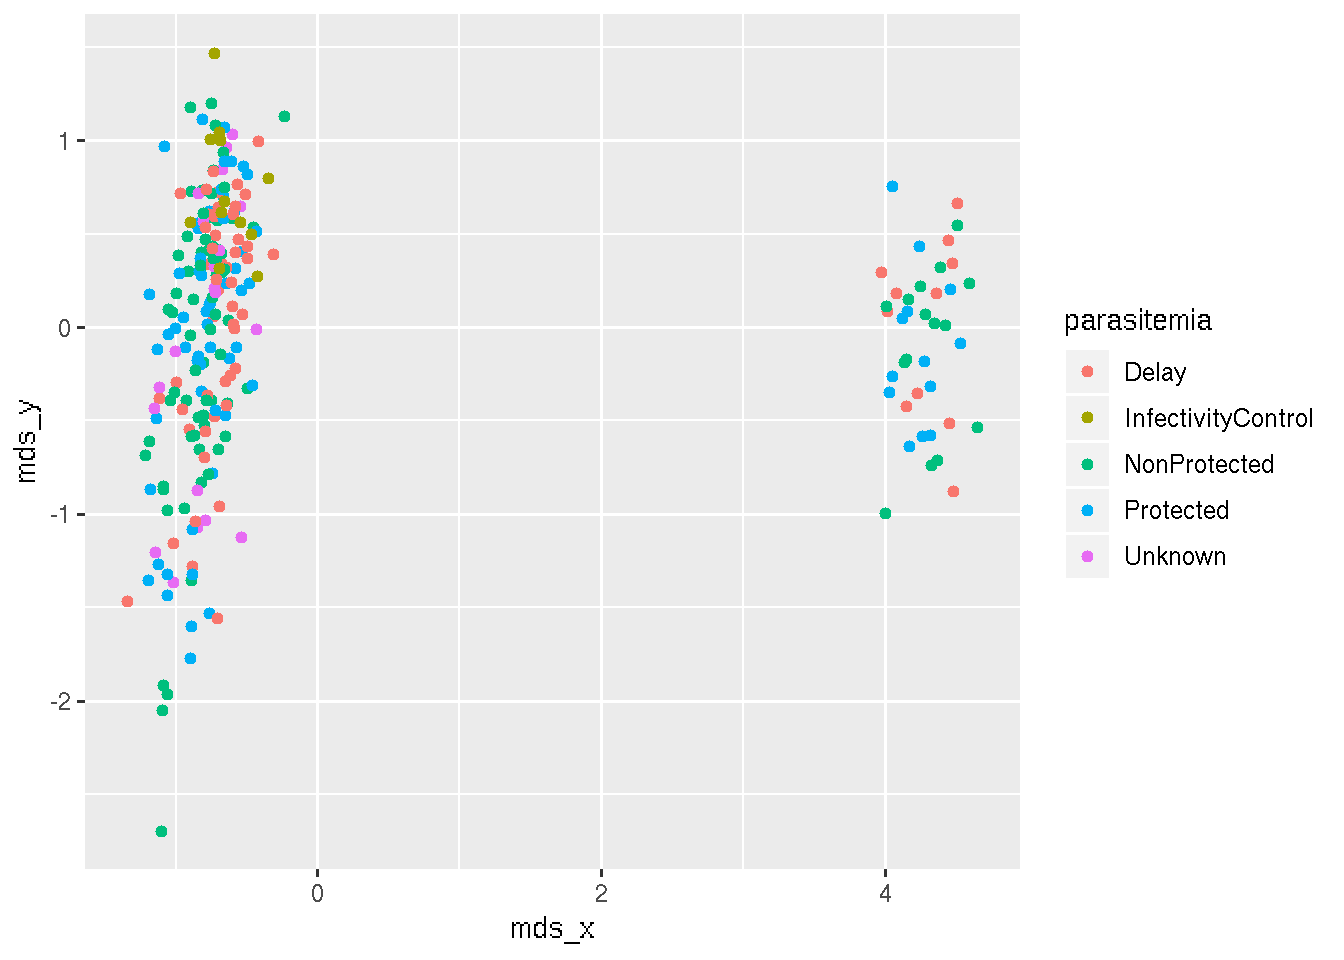 1
0
-1
-2
mds_y
0
2
4
mds_x
parasitemia
Delay
InfectivityControl
NonProtected
Protected
Unknown